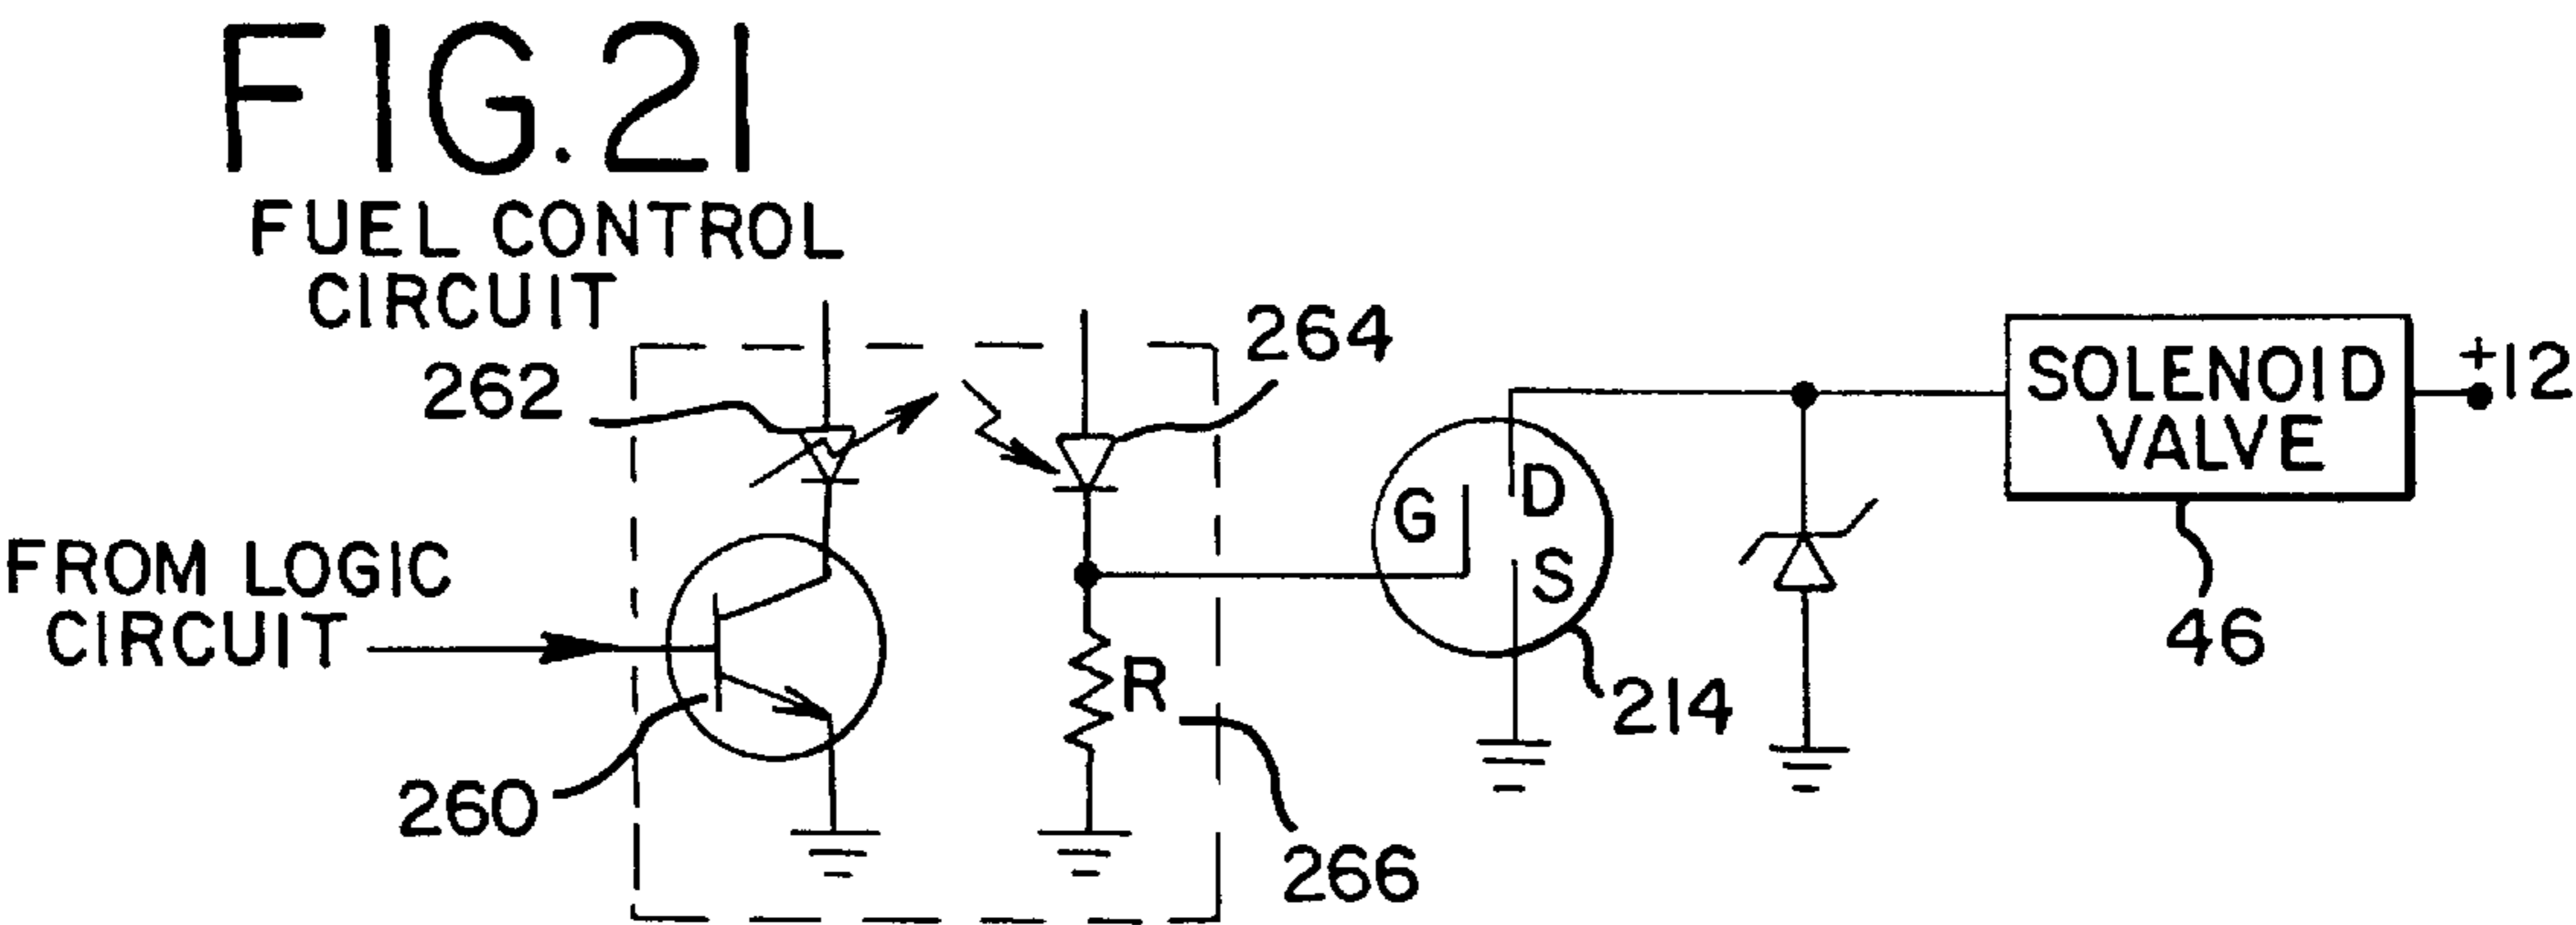 FIG. 21
FUEL CONTROL
CIRCUIT
262
264
SOLENOID
VALVE
+12
G
D
S
FROM LOGIC
CIRCUIT
R
46
214
260
266